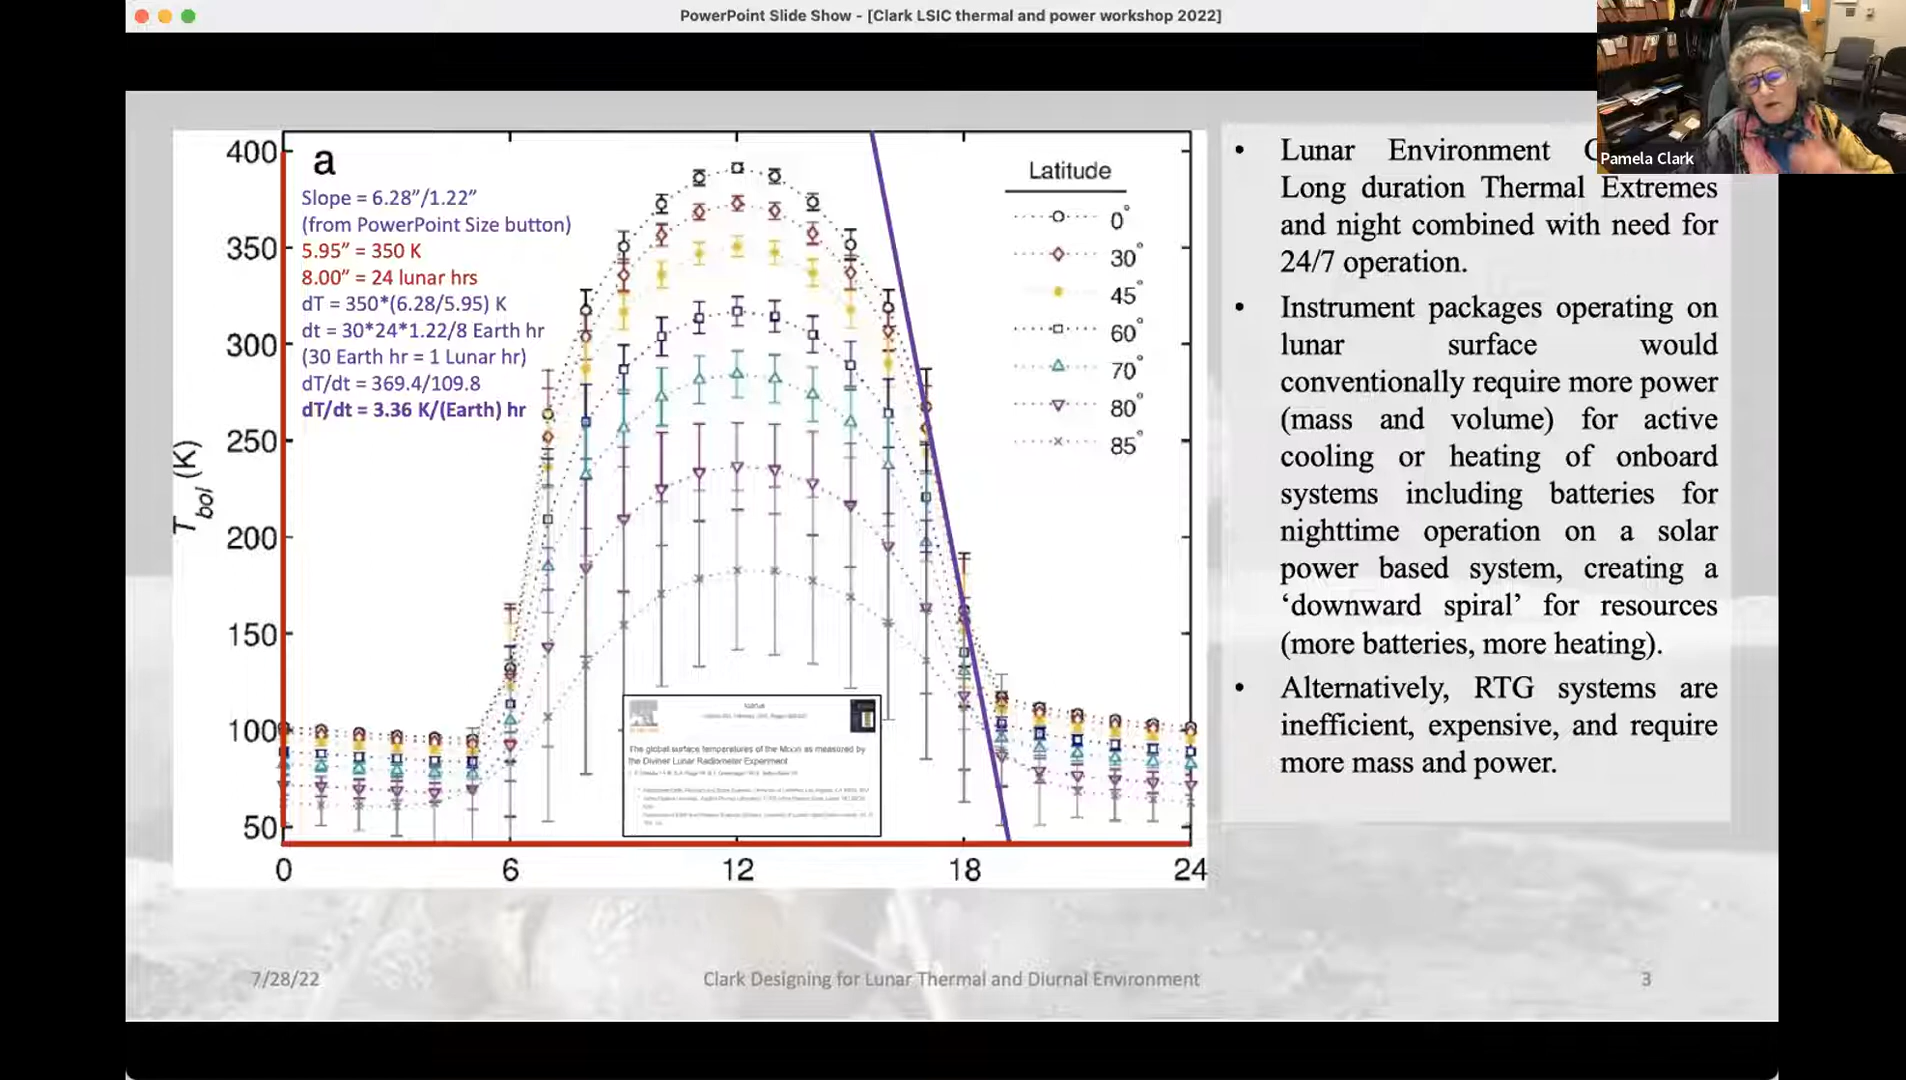 PowerPoint Slide Show - [Clark LSIC thermal and power workshop 2022]
Pamela Clark
a
Slope = 6.28”/1.22”
(from PowerPoint Size button)
5.95” = 350 K
8.00” = 24 lunar hrs
dT = 350*(6.28/5.95) K
dt = 30*24*1.22/8 Earth hr
(30 Earth hr = 1 Lunar hr)
dT/dt = 369.4/109.8
dT/dt = 3.36 K/(Earth) hr
Latitude
0°
30°
45°
60°
70°
80°
85°
T bol (K)
400
350
300
250
200
150
100
50
0 6 12 18 24
The global surface temperatures of the Moon as measured by
the Diviner Lunar Radiometer Experiment
• Lunar Environment
Long duration Thermal Extremes
and night combined with need for
24/7 operation.
• Instrument packages operating on
lunar surface would
conventionally require more power
(mass and volume) for active
cooling or heating of onboard
systems including batteries for
nighttime operation on a solar
power based system, creating a
‘downward spiral’ for resources
(more batteries, more heating).
• Alternatively, RTG systems are
inefficient, expensive, and require
more mass and power.
7/28/22
Clark Designing for Lunar Thermal and Diurnal Environment
3